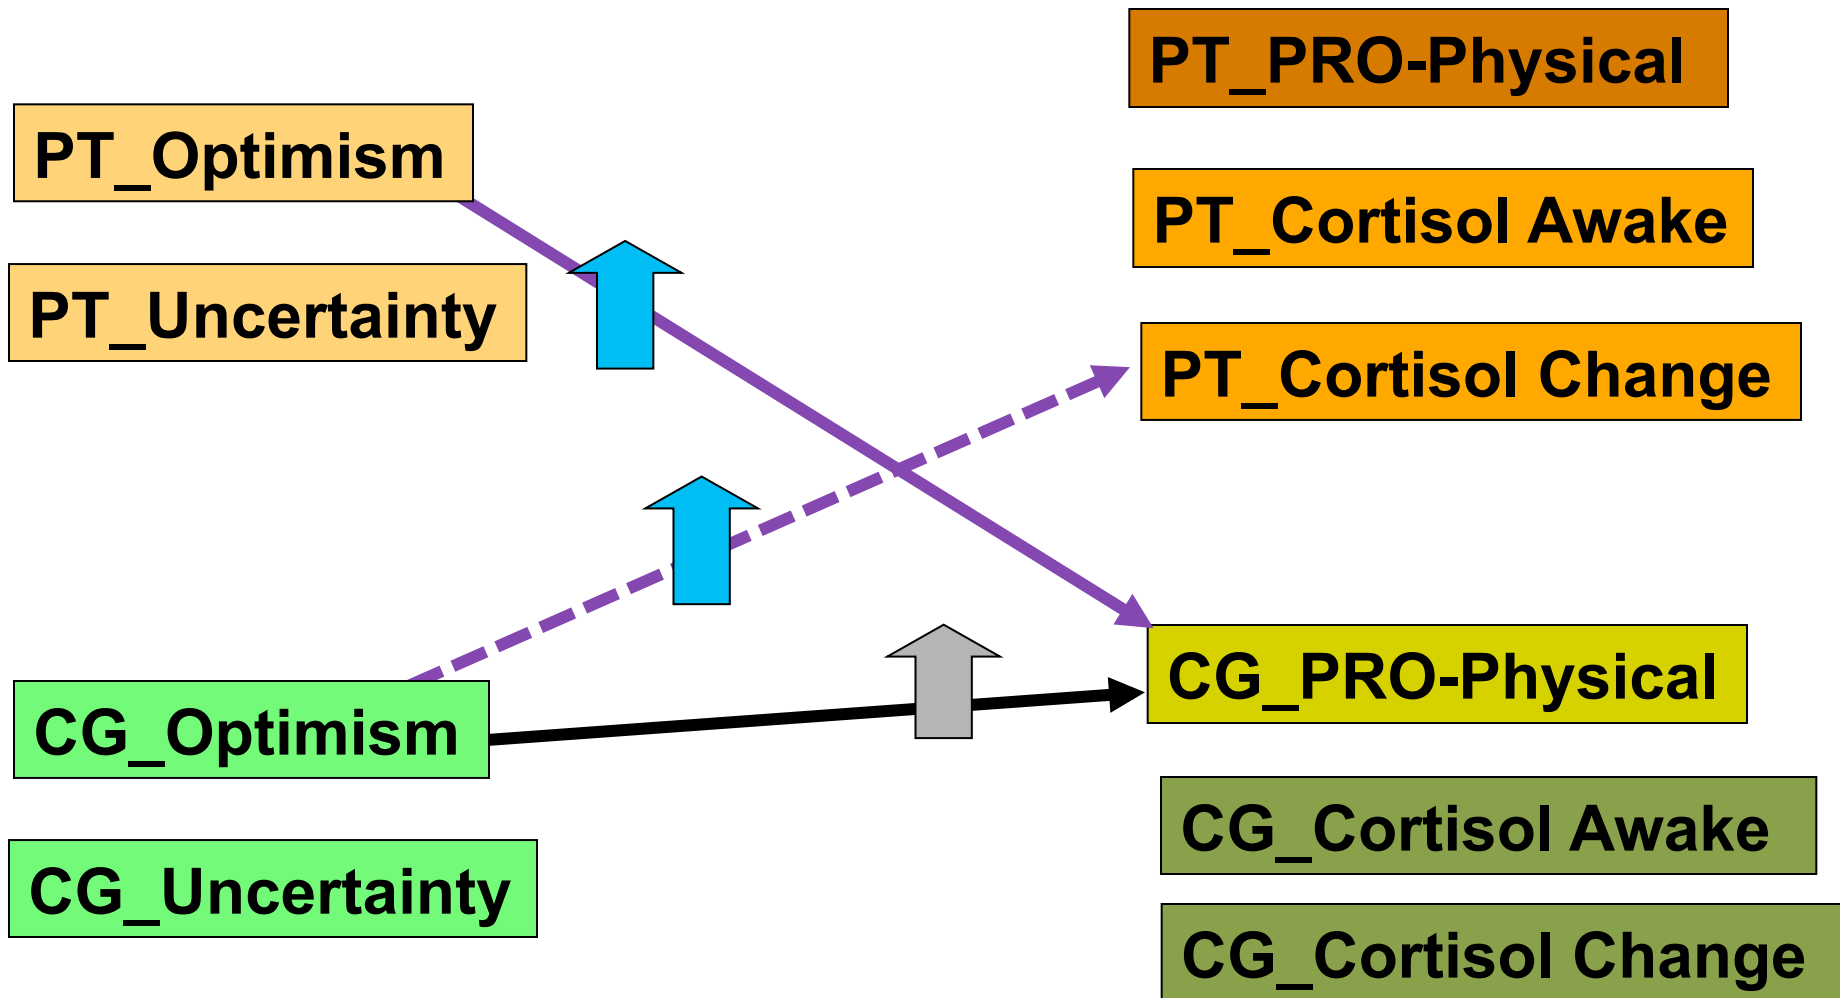 PT_PRO-Physical
PT_Optimism
PT_Cortisol Awake
PT_Uncertainty
PT_Cortisol Change
CG_PRO-Physical
CG_Optimism
CG_Cortisol Awake
CG_Uncertainty
CG_Cortisol Change